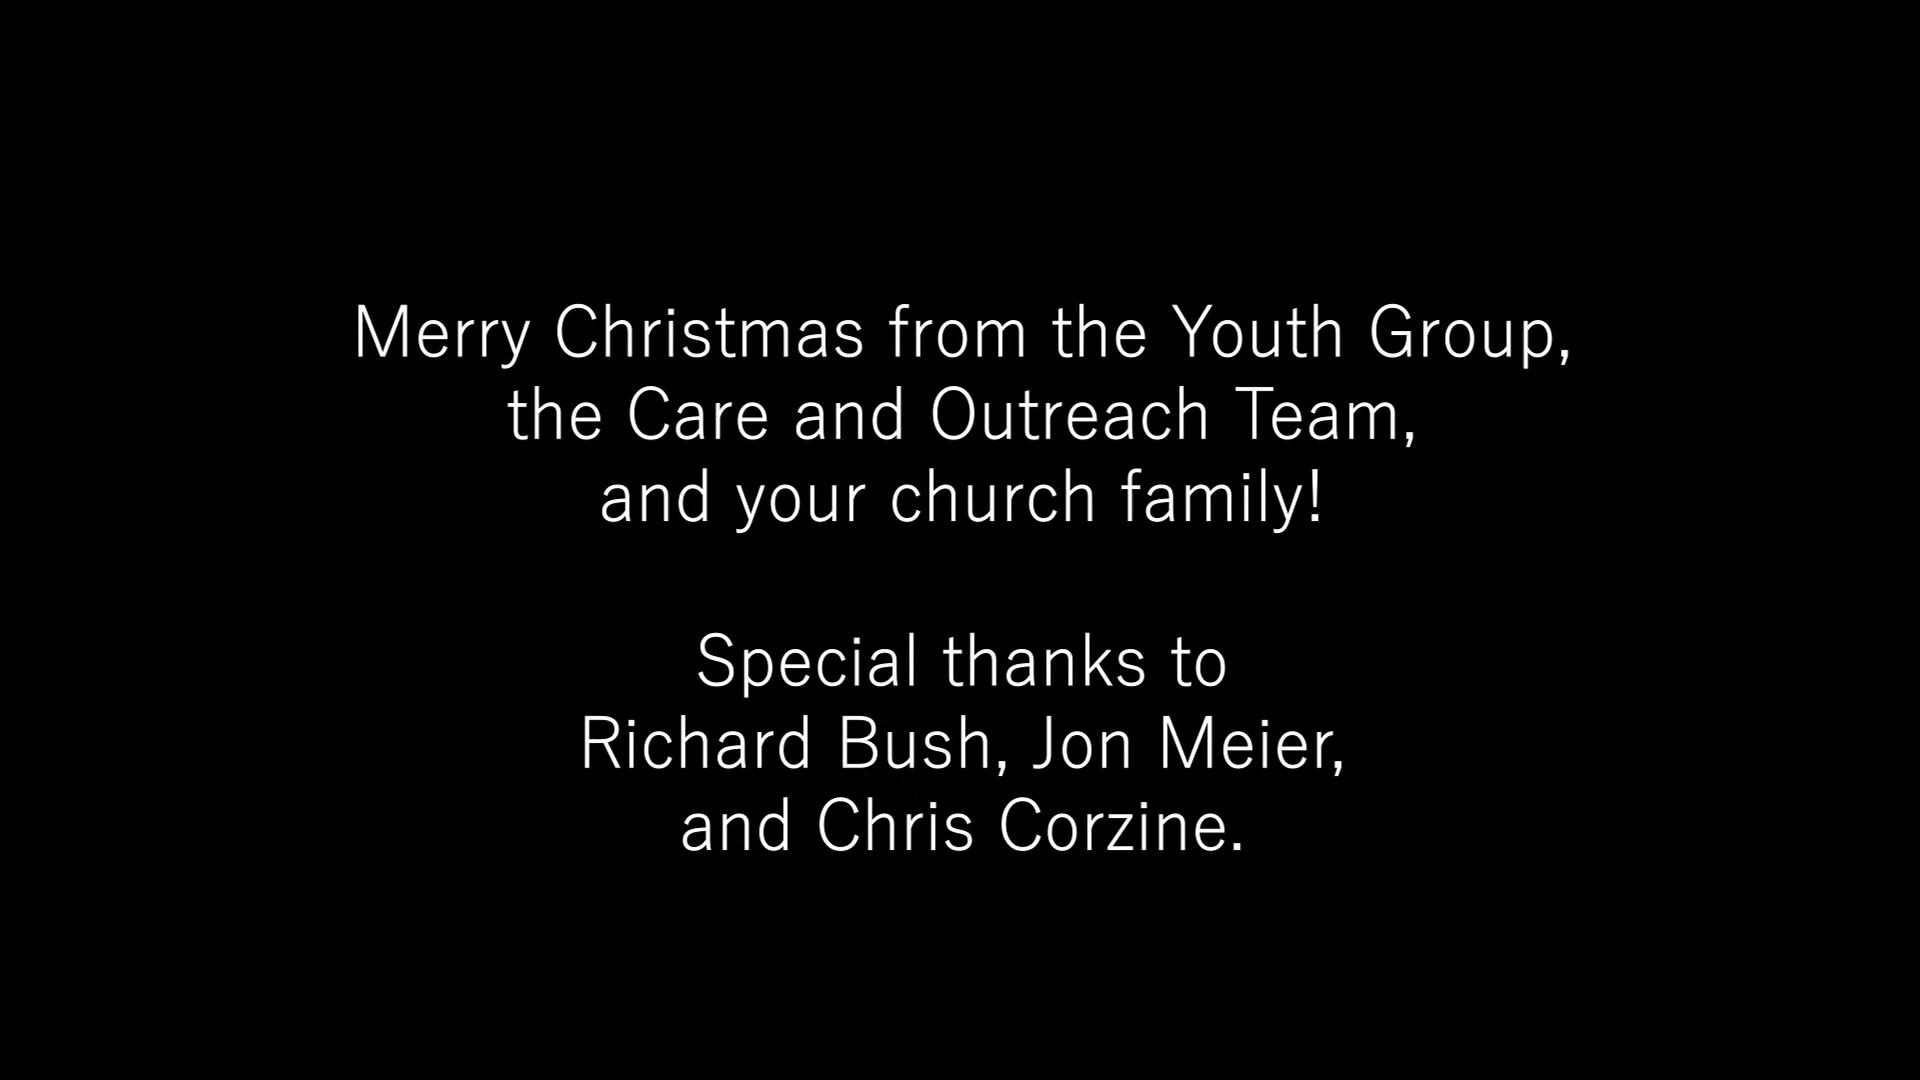 Merry Christmas from the Youth Group,
the Care and Outreach Team,
and your church family!
Special thanks to
Richard Bush, Jon Meier,
and Chris Corzine.